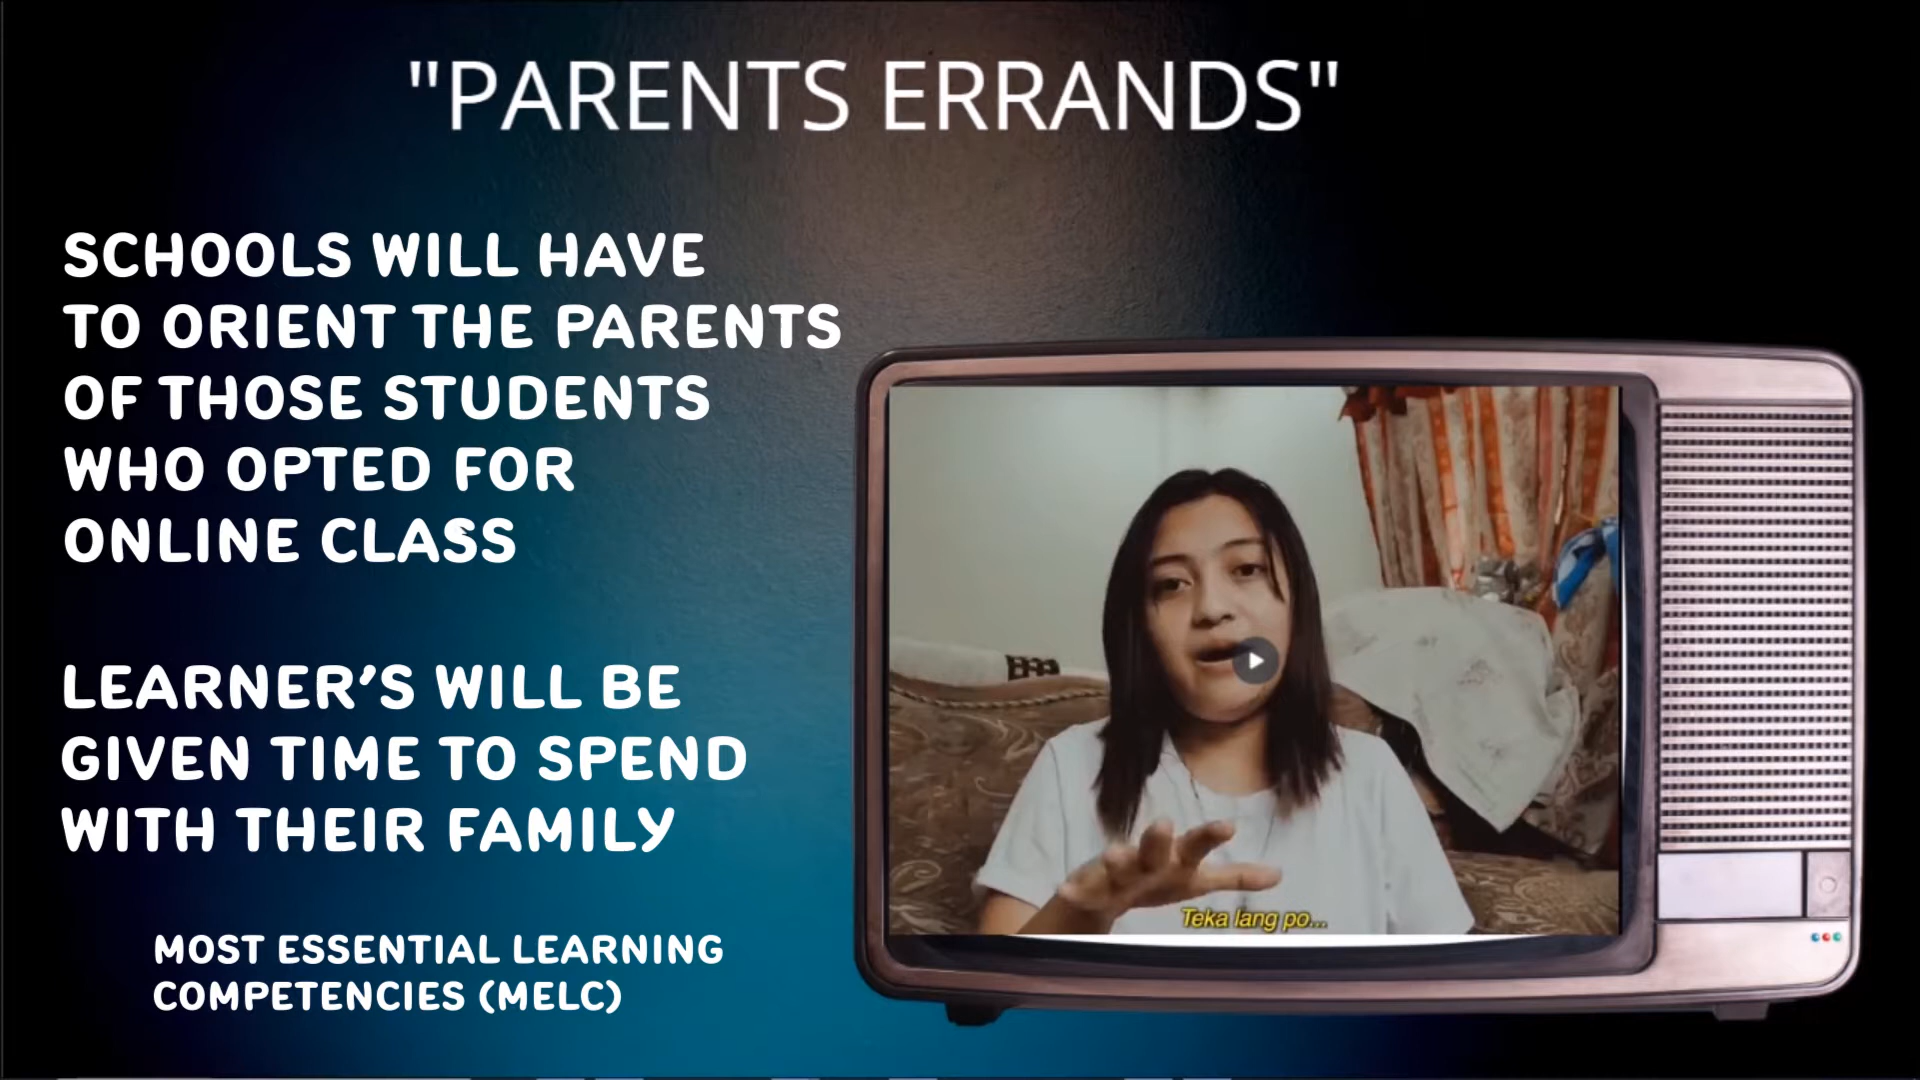 "PARENTS ERRANDS"
SCHOOLS WILL HAVE
TO ORIENT THE PARENTS
OF THOSE STUDENTS
WHO OPTED FOR
ONLINE CLASS
LEARNER'S WILL BE
GIVEN TIME TO SPEND
WITH THEIR FAMILY
MOST ESSENTIAL LEARNING
COMPETENCIES (MELC)
Teka lang po...